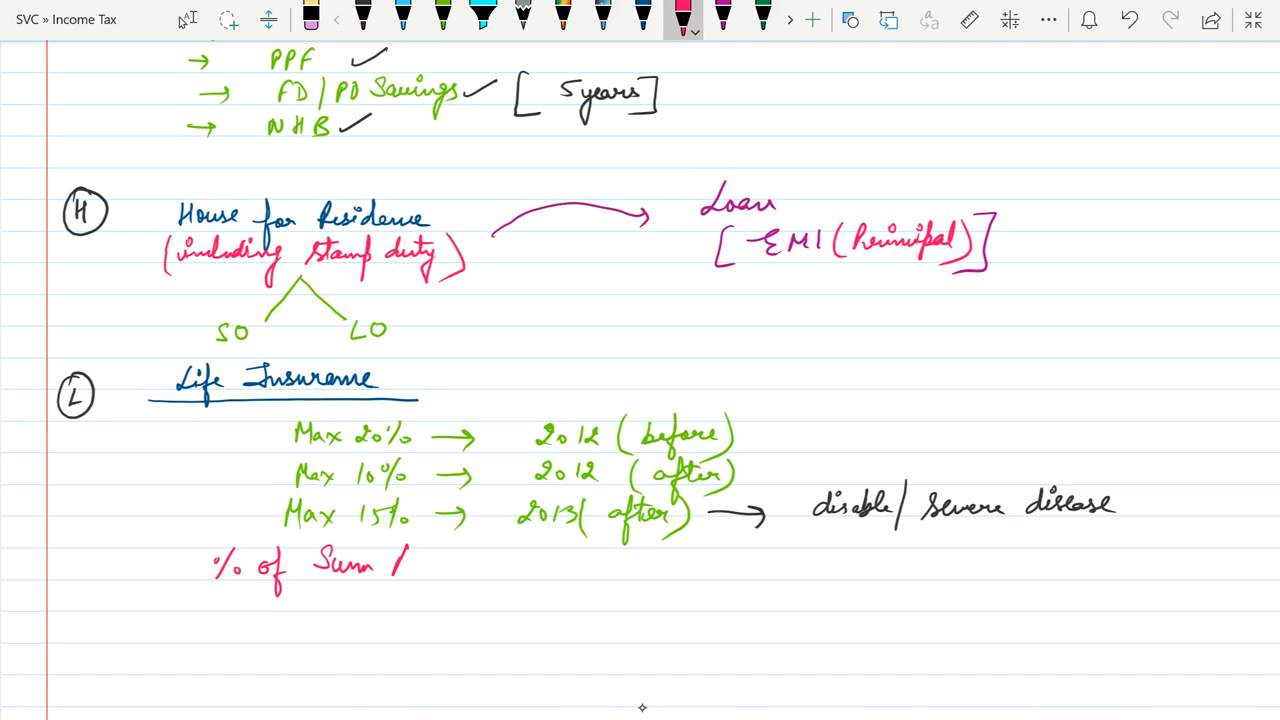 SVC » Income Tax
→ PPF ✓
→ FD/PO Savings ✓ [5 years]
→ NHB ✓
H House for Residence Loan
(including Stamp duty) [EMI (Principal)]
SO LO
L Life Insurance
Max 20% → 2012 (before)
Max 10% → 2012 (after)
Max 15% → 2013 (after) → disable/severe disease
% of Sum